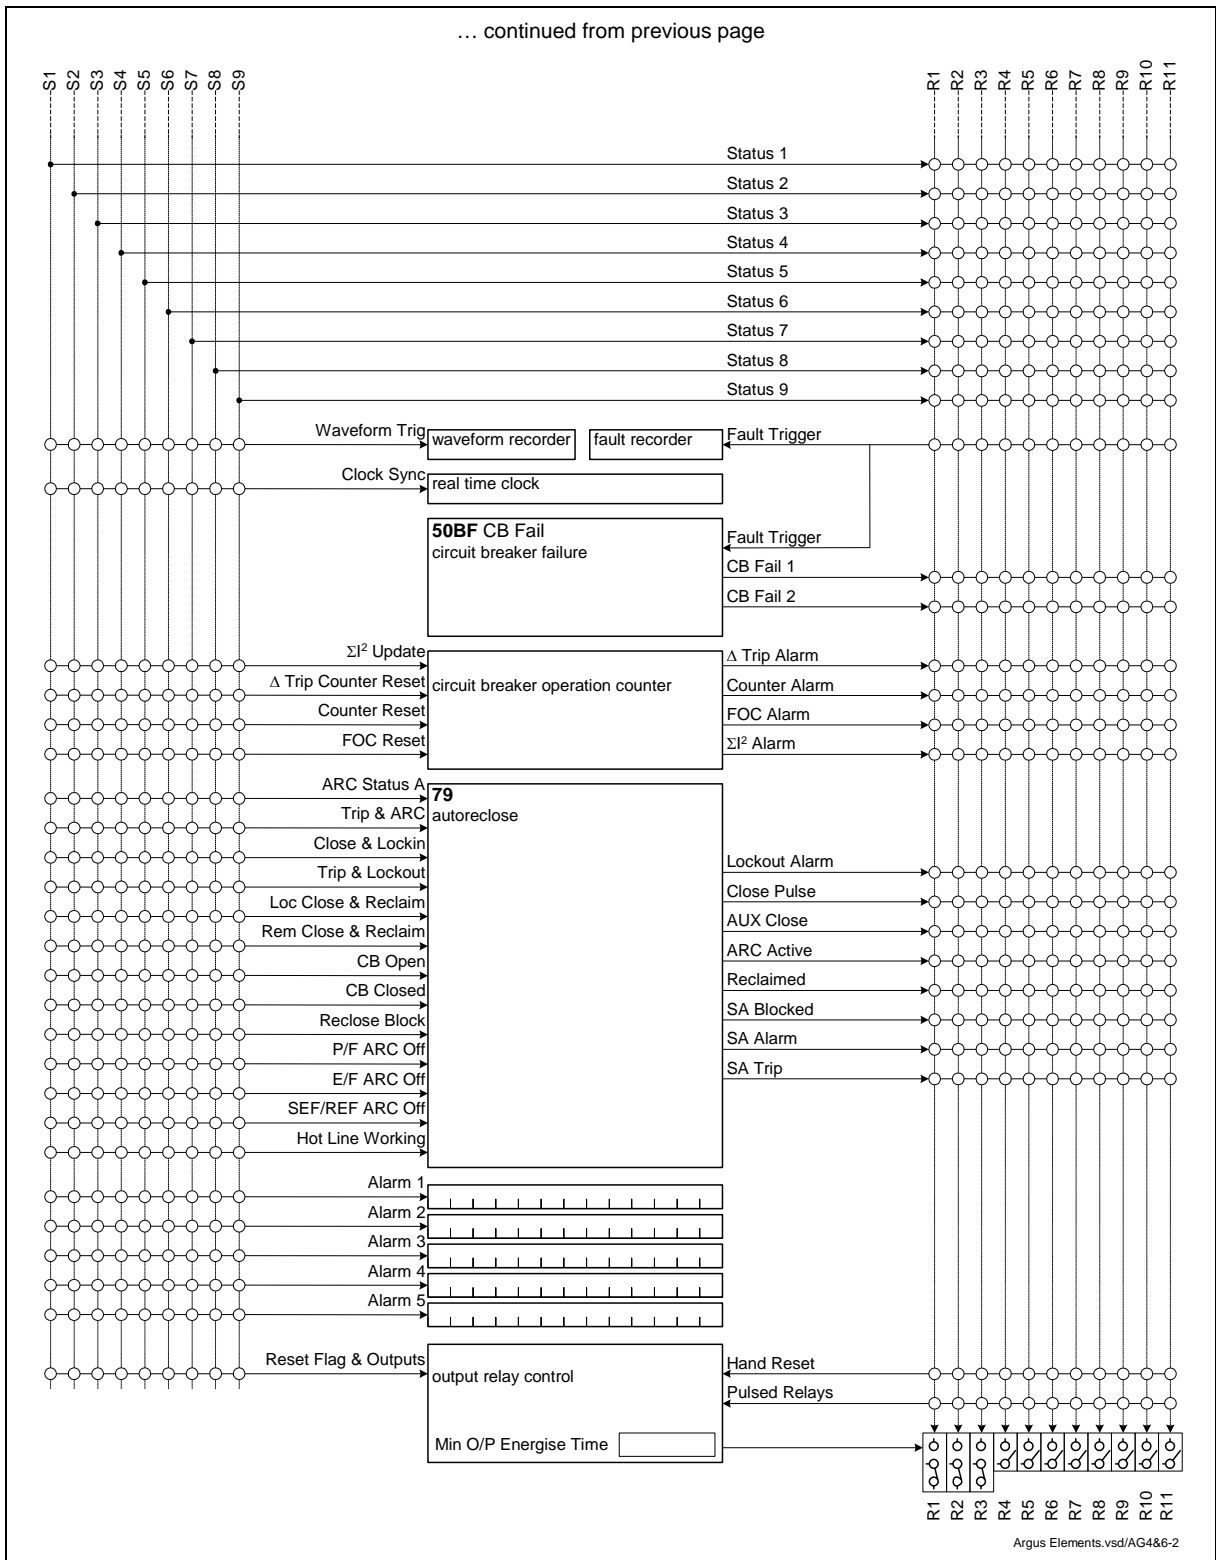 … continued from previous page
S1
S2
S3
S4
S5
S6
S7
S8
S9
R1
R2
R3
R4
R5
R6
R7
R8
R9
R10
R11
Status 1
Status 2
Status 3
Status 4
Status 5
Status 6
Status 7
Status 8
Status 9
Waveform Trig
waveform recorder
fault recorder
Fault Trigger
Clock Sync
real time clock
50BF CB Fail
circuit breaker failure
Fault Trigger
CB Fail 1
CB Fail 2
ΣI² Update
Δ Trip Counter Reset
Counter Reset
FOC Reset
circuit breaker operation counter
Δ Trip Alarm
Counter Alarm
FOC Alarm
ΣI² Alarm
ARC Status A
Trip & ARC
Close & Lockin
Trip & Lockout
Loc Close & Reclaim
Rem Close & Reclaim
CB Open
CB Closed
Reclose Block
P/F ARC Off
E/F ARC Off
SEF/REF ARC Off
Hot Line Working
79
autoreclose
Lockout Alarm
Close Pulse
AUX Close
ARC Active
Reclaimed
SA Blocked
SA Alarm
SA Trip
Alarm 1
Alarm 2
Alarm 3
Alarm 4
Alarm 5
Reset Flag & Outputs
output relay control
Hand Reset
Pulsed Relays
Min O/P Energise Time
R1
R2
R3
R4
R5
R6
R7
R8
R9
R10
R11
Argus Elements.vsd/AG4&6-2